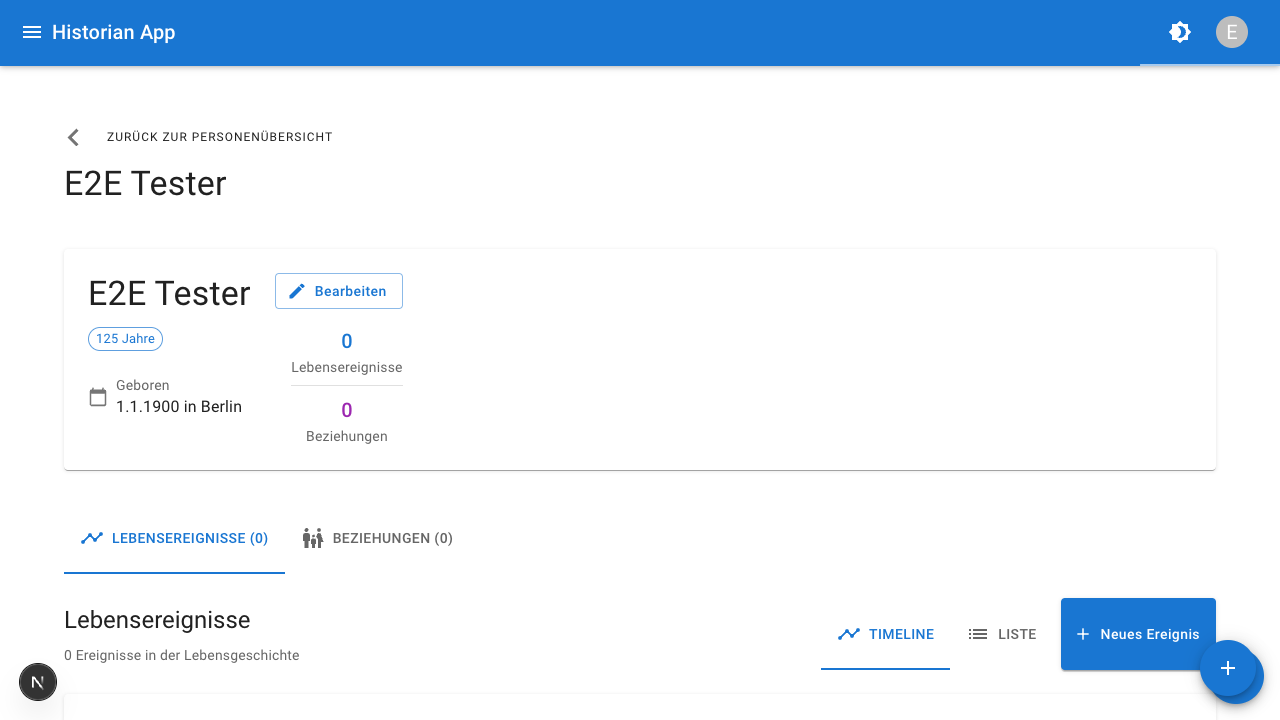 Historian App
E
ZURÜCK ZUR PERSONENÜBERSICHT
E2E Tester
E2E Tester
Bearbeiten
125 Jahre
0
Lebensereignisse
Geboren
1.1.1900 in Berlin
0
Beziehungen
LEBENSEREIGNISSE (0)
BEZIEHUNGEN (0)
Lebensereignisse
0 Ereignisse in der Lebensgeschichte
TIMELINE
LISTE
Neues Ereignis
N